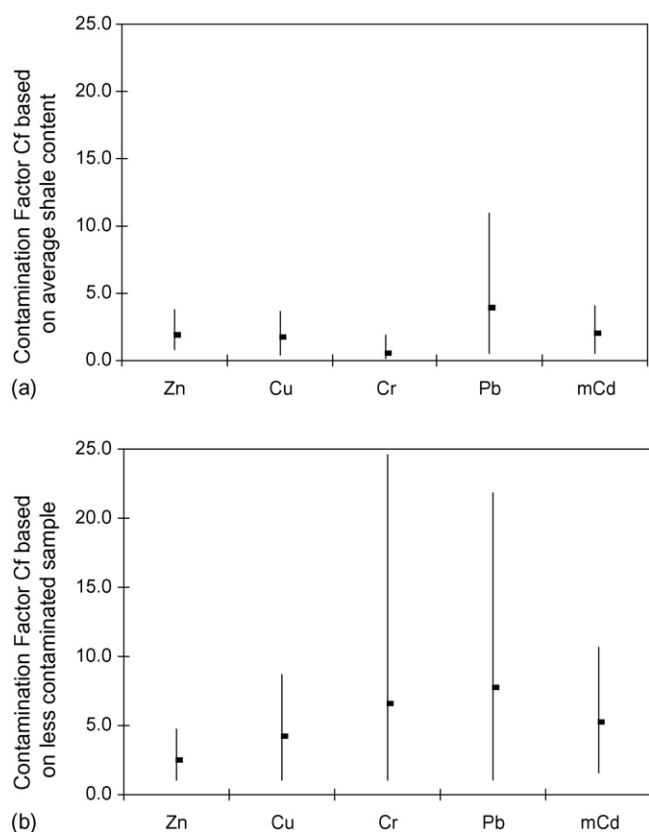 Contamination Factor Cf based
on average shale content
25.0
20.0
15.0
10.0
5.0
0.0
Zn Cu Cr Pb mCd
(a)
Contamination Factor Cf based
on less contaminated sample
25.0
20.0
15.0
10.0
5.0
0.0
Zn Cu Cr Pb mCd
(b)